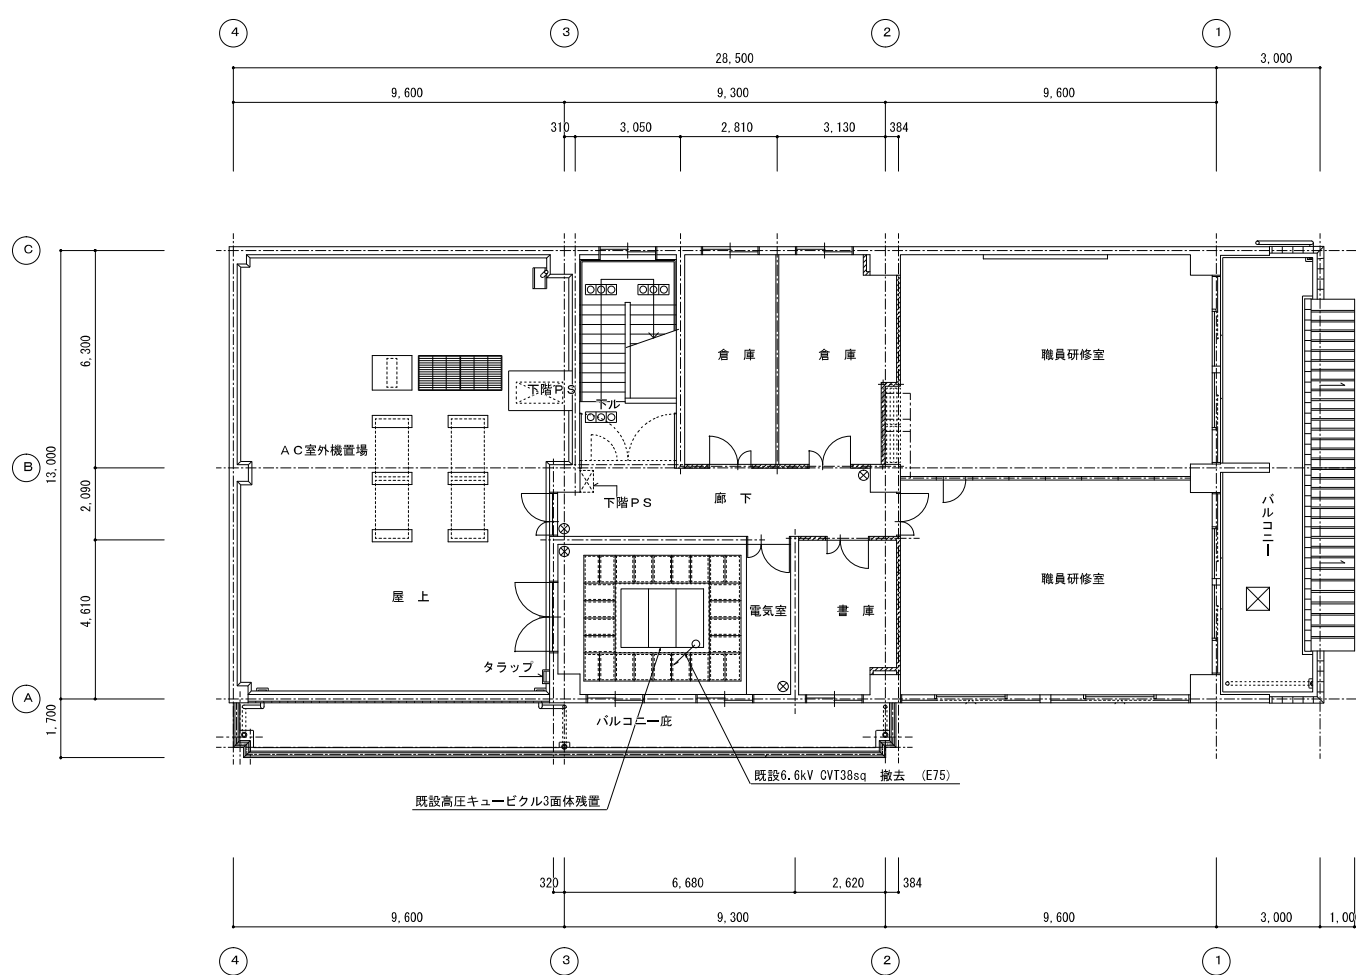 4
3
2
1
28,500
3,000
9,600
9,300
9,600
310
3,050
2,810
3,130
384
C
B
A
6,300
13,000
2,090
4,610
1,700
倉 庫
倉 庫
職員研修室
下階PS
下ル
AC室外機置場
下階PS
廊 下
バルコニー
職員研修室
屋 上
電気室
書 庫
タラップ
バルコニー庇
既設6.6kV CVT38sq 撤去 (E75)
既設高圧キュービクル3面体残置
320
6,680
2,620
384
9,600
9,300
9,600
3,000
4
3
2
1